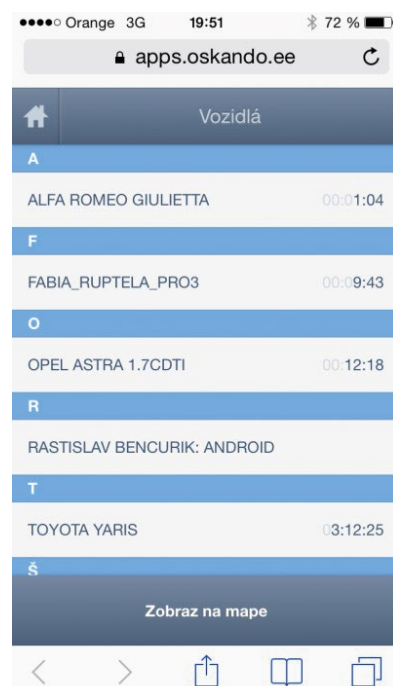 Orange 3G 19:51 72 %
apps.oskando.ee
Vozidlá
A
ALFA ROMEO GIULIETTA 00:01:04
F
FABIA_RUPTELA_PRO3 00:09:43
O
OPEL ASTRA 1.7CDTI 00:12:18
R
RASTISLAV BENCURIK: ANDROID
T
TOYOTA YARIS 03:12:25
Š
Zobraz na mape